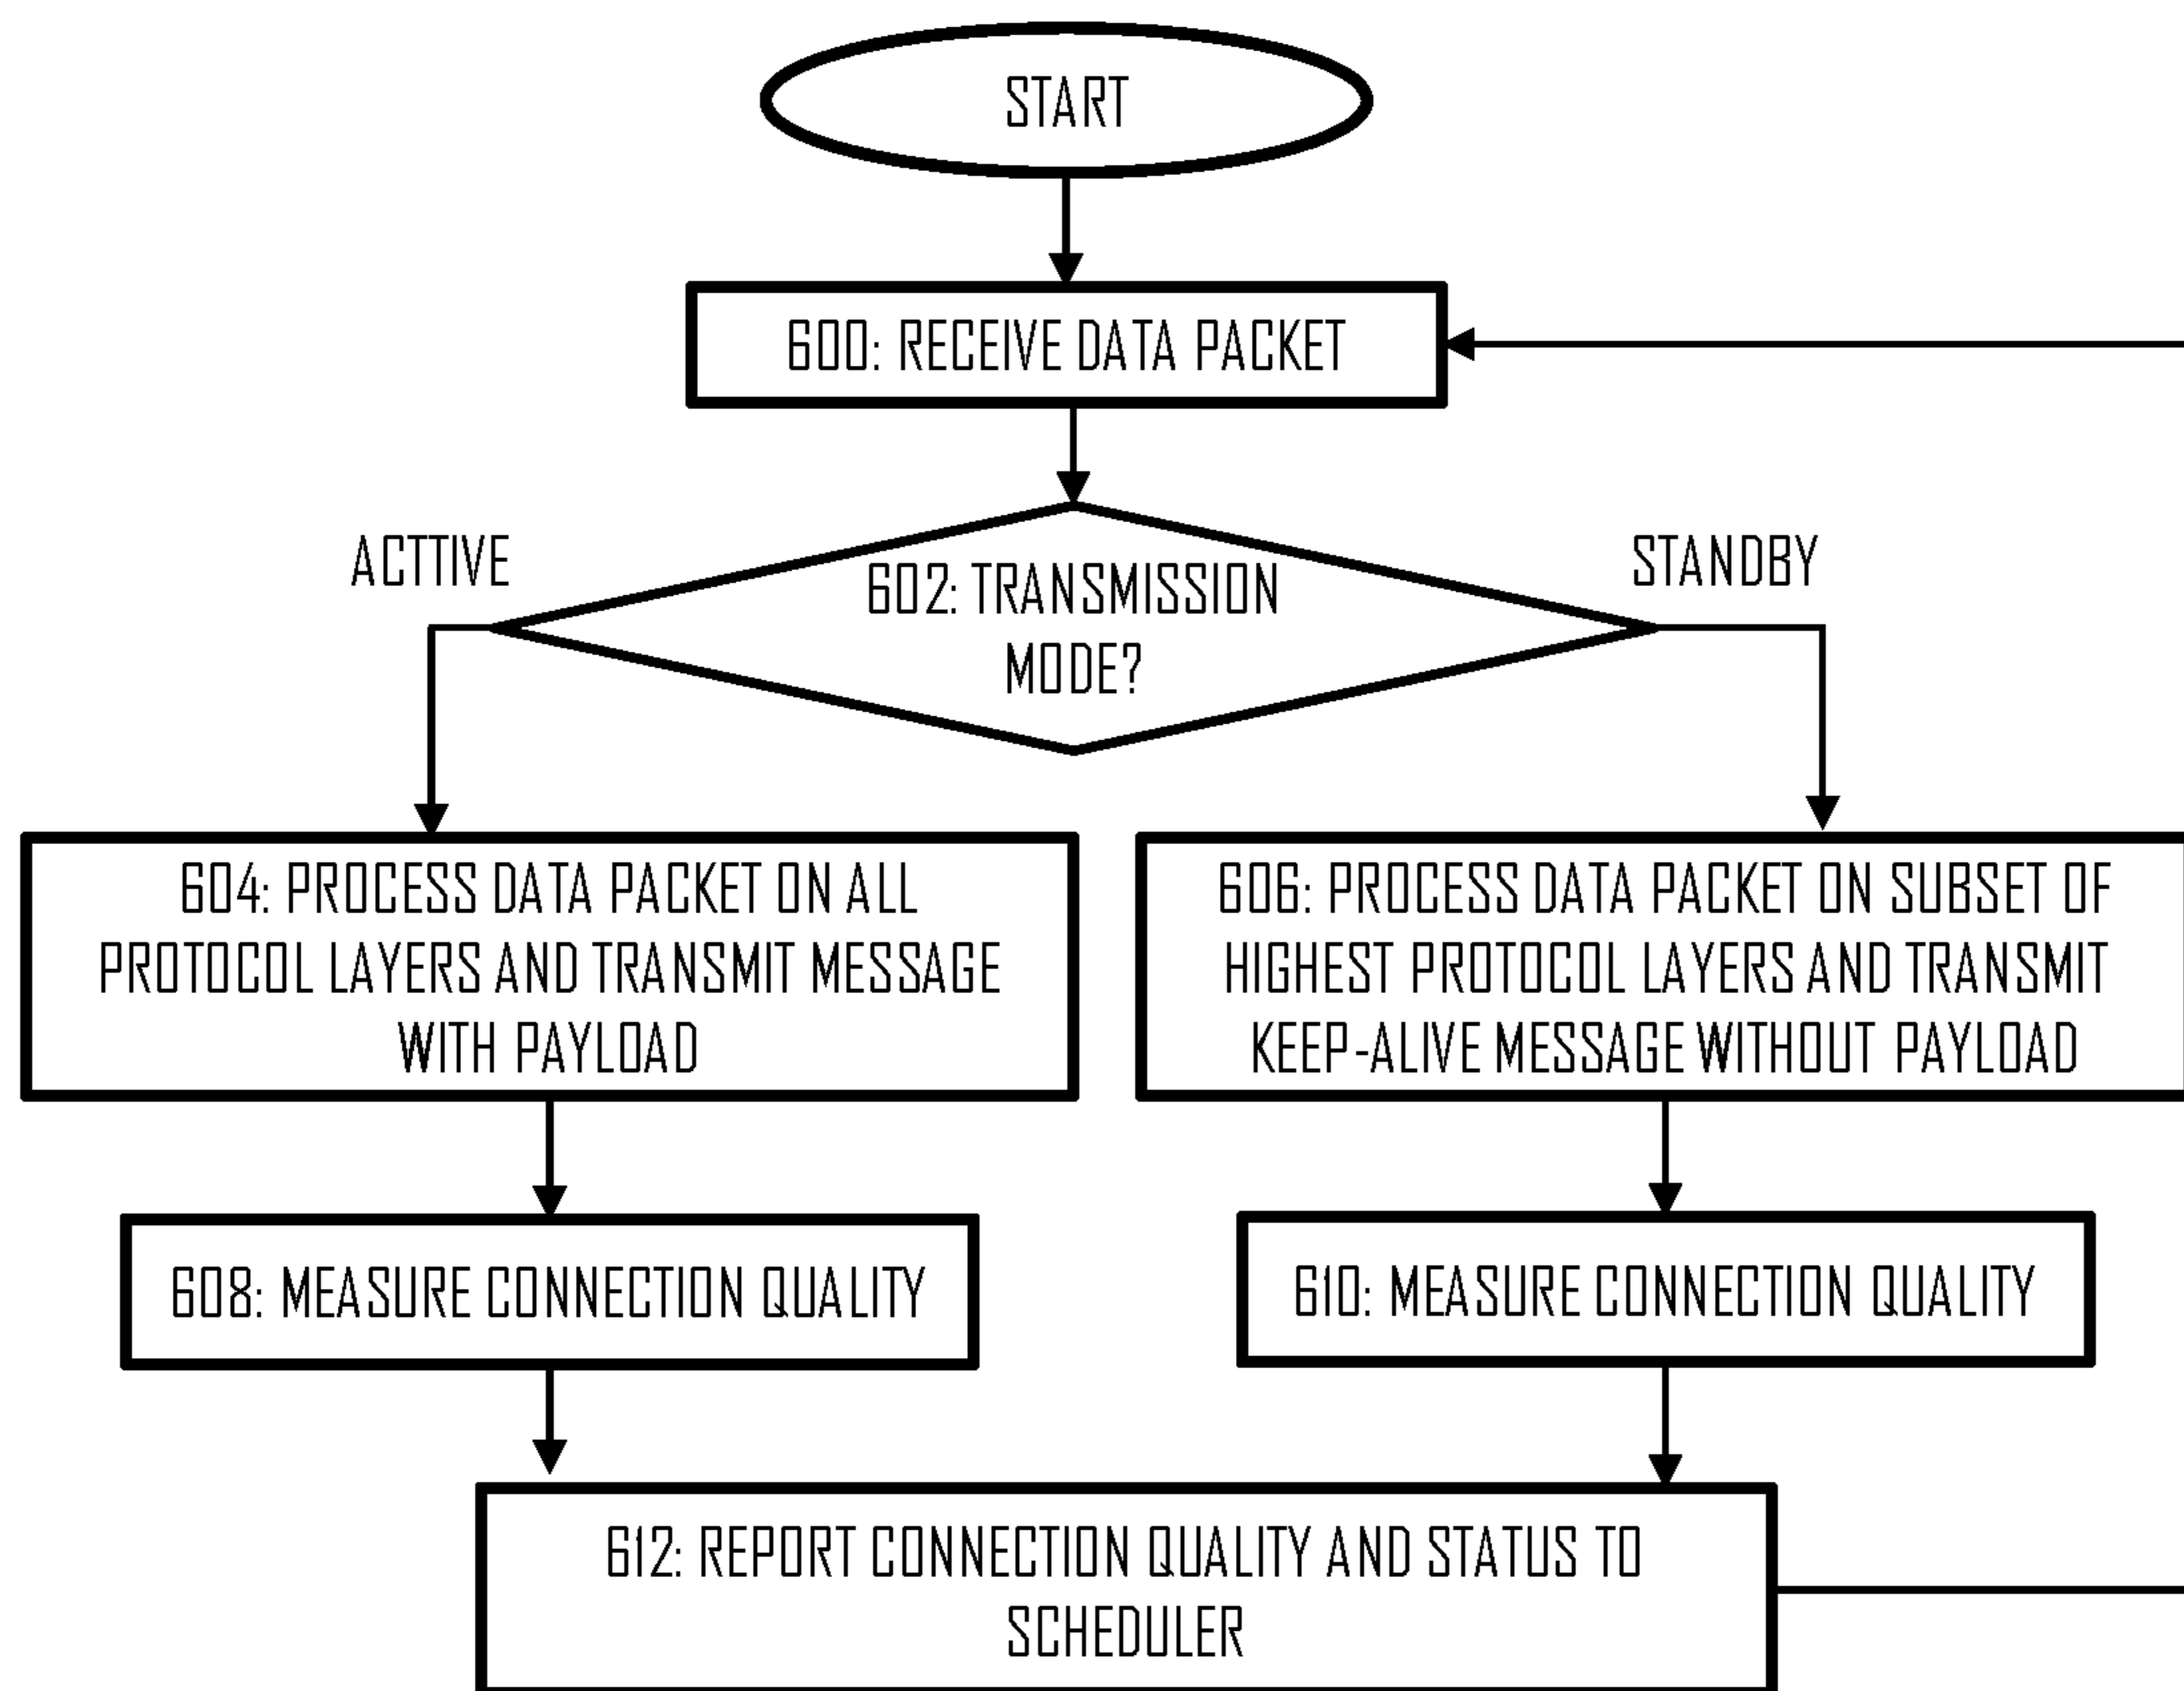 START
600: RECEIVE DATA PACKET
ACTTIVE
STANDBY
602: TRANSMISSION
MODE?
604: PROCESS DATA PACKET ON ALL
PROTOCOL LAYERS AND TRANSMIT MESSAGE
WITH PAYLOAD
606: PROCESS DATA PACKET ON SUBSET OF
HIGHEST PROTOCOL LAYERS AND TRANSMIT
KEEP-ALIVE MESSAGE WITHOUT PAYLOAD
608: MEASURE CONNECTION QUALITY
610: MEASURE CONNECTION QUALITY
612: REPORT CONNECTION QUALITY AND STATUS TO
SCHEDULER